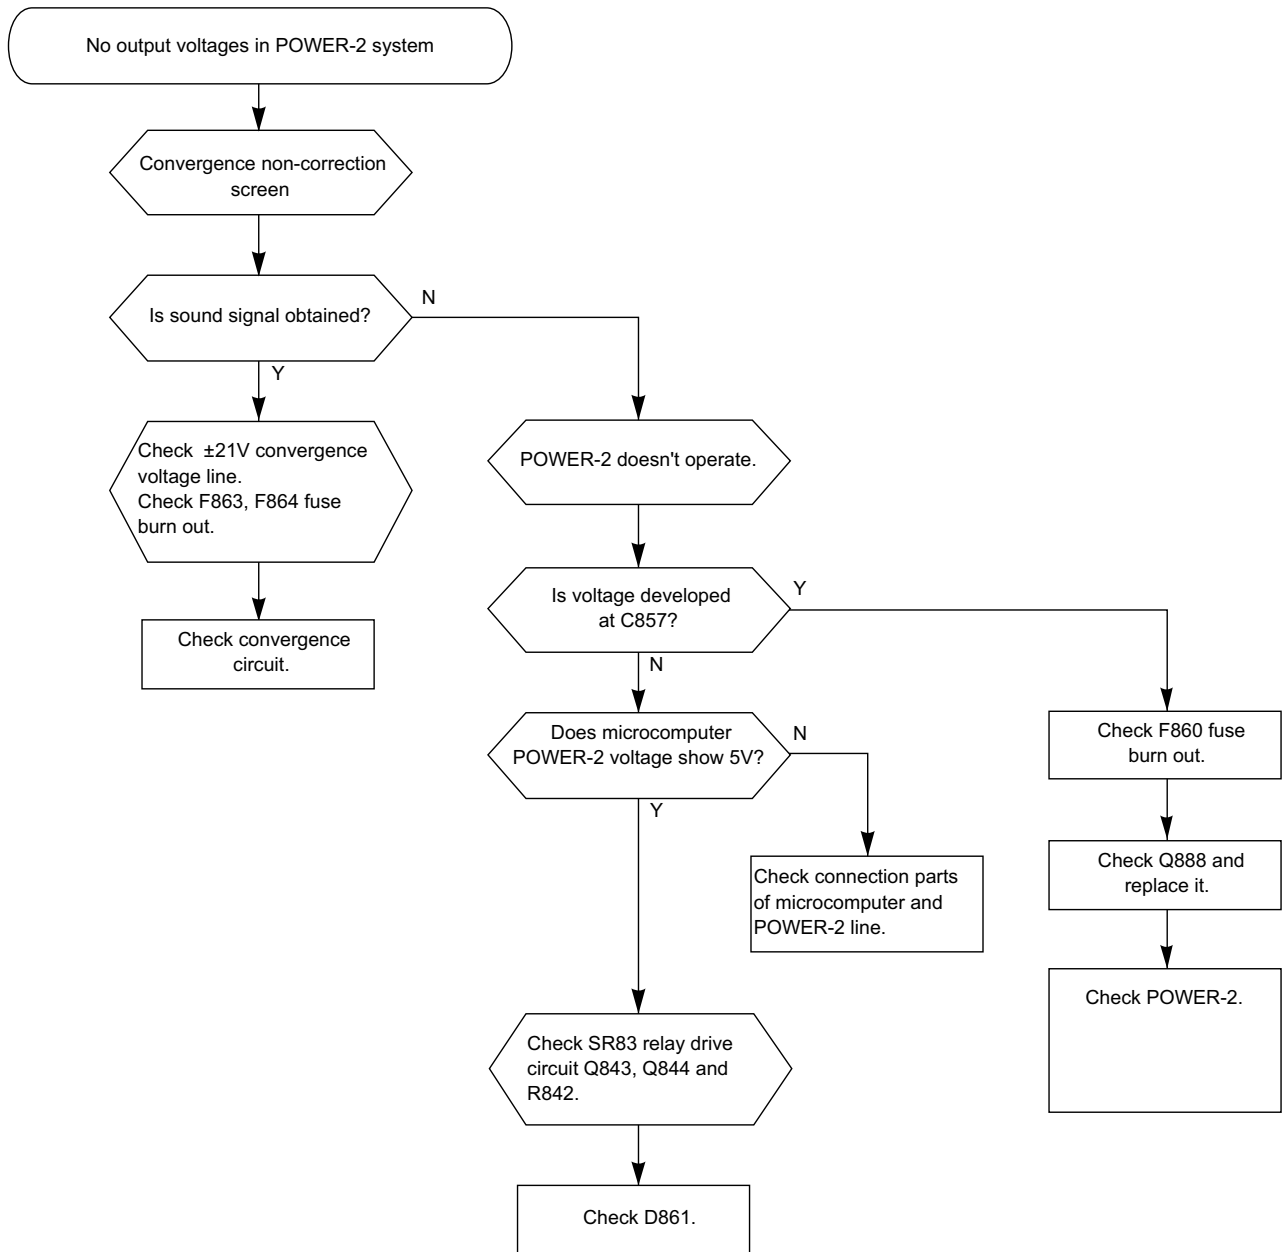 No output voltages in POWER-2 system
Convergence non-correction
screen
Is sound signal obtained?
N
Y
Check ±21V convergence
voltage line.
Check F863, F864 fuse
burn out.
Check convergence
circuit.
POWER-2 doesn't operate.
Is voltage developed
at C857?
Y
N
Does microcomputer
POWER-2 voltage show 5V?
N
Y
Check connection parts
of microcomputer and
POWER-2 line.
Check F860 fuse
burn out.
Check Q888 and
replace it.
Check POWER-2.
Check SR83 relay drive
circuit Q843, Q844 and
R842.
Check D861.